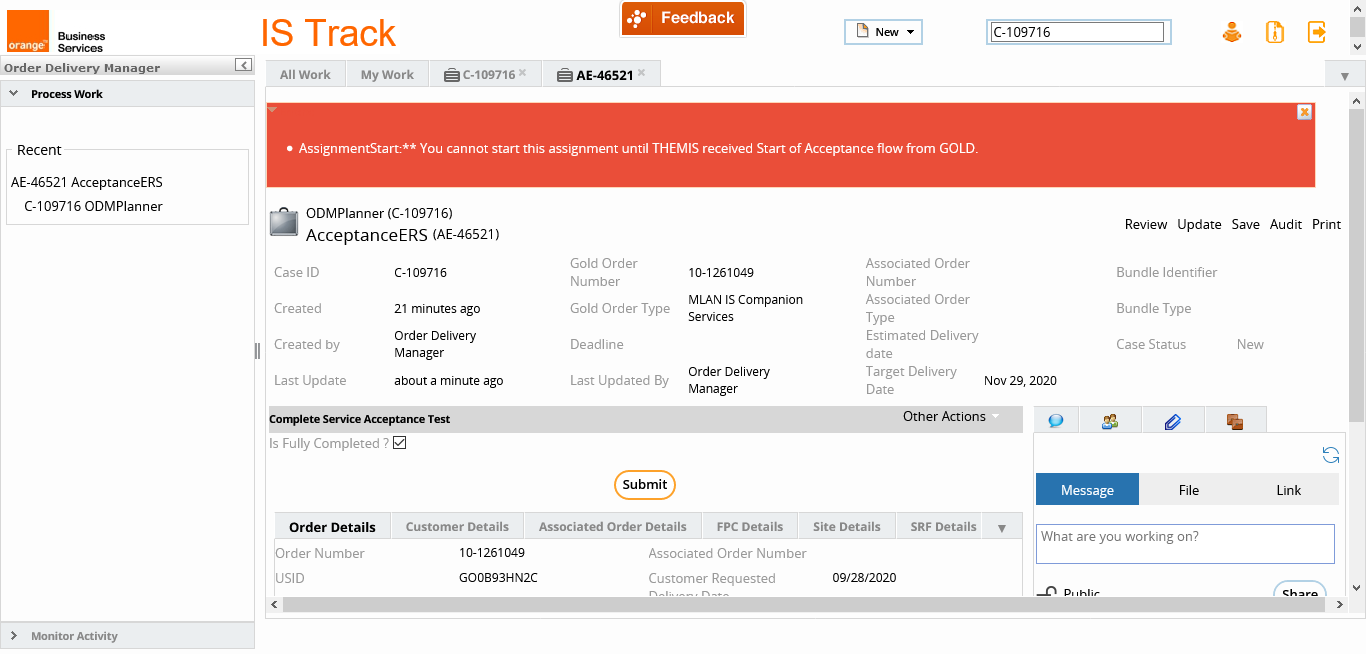 orange™
Business
Services
IS Track
Feedback
New
C-109716
Order Delivery Manager
Process Work
Recent
AE-46521 AcceptanceERS
C-109716 ODMPlanner
Monitor Activity
All Work
My Work
C-109716
AE-46521
AssignmentStart:** You cannot start this assignment until THEMIS received Start of Acceptance flow from GOLD.
ODMPlanner (C-109716)
AcceptanceERS (AE-46521)
Review Update Save Audit Print
Case ID C-109716
Gold Order
Number
10-1261049
Associated Order
Number
Bundle Identifier
Created 21 minutes ago
Gold Order Type
MLAN IS Companion
Services
Associated Order
Type
Bundle Type
Created by
Order Delivery
Manager
Deadline
Estimated Delivery
date
Case Status New
Last Update about a minute ago
Last Updated By
Order Delivery
Manager
Target Delivery
Date
Nov 29, 2020
Complete Service Acceptance Test
Other Actions
Is Fully Completed ?
Submit
Order Details
Customer Details
Associated Order Details
FPC Details
Site Details
SRF Details
Order Number 10-1261049 Associated Order Number
USID GO0B93HN2C
Customer Requested
Delivery Date
09/28/2020
Message
File
Link
What are you working on?
Public
Share